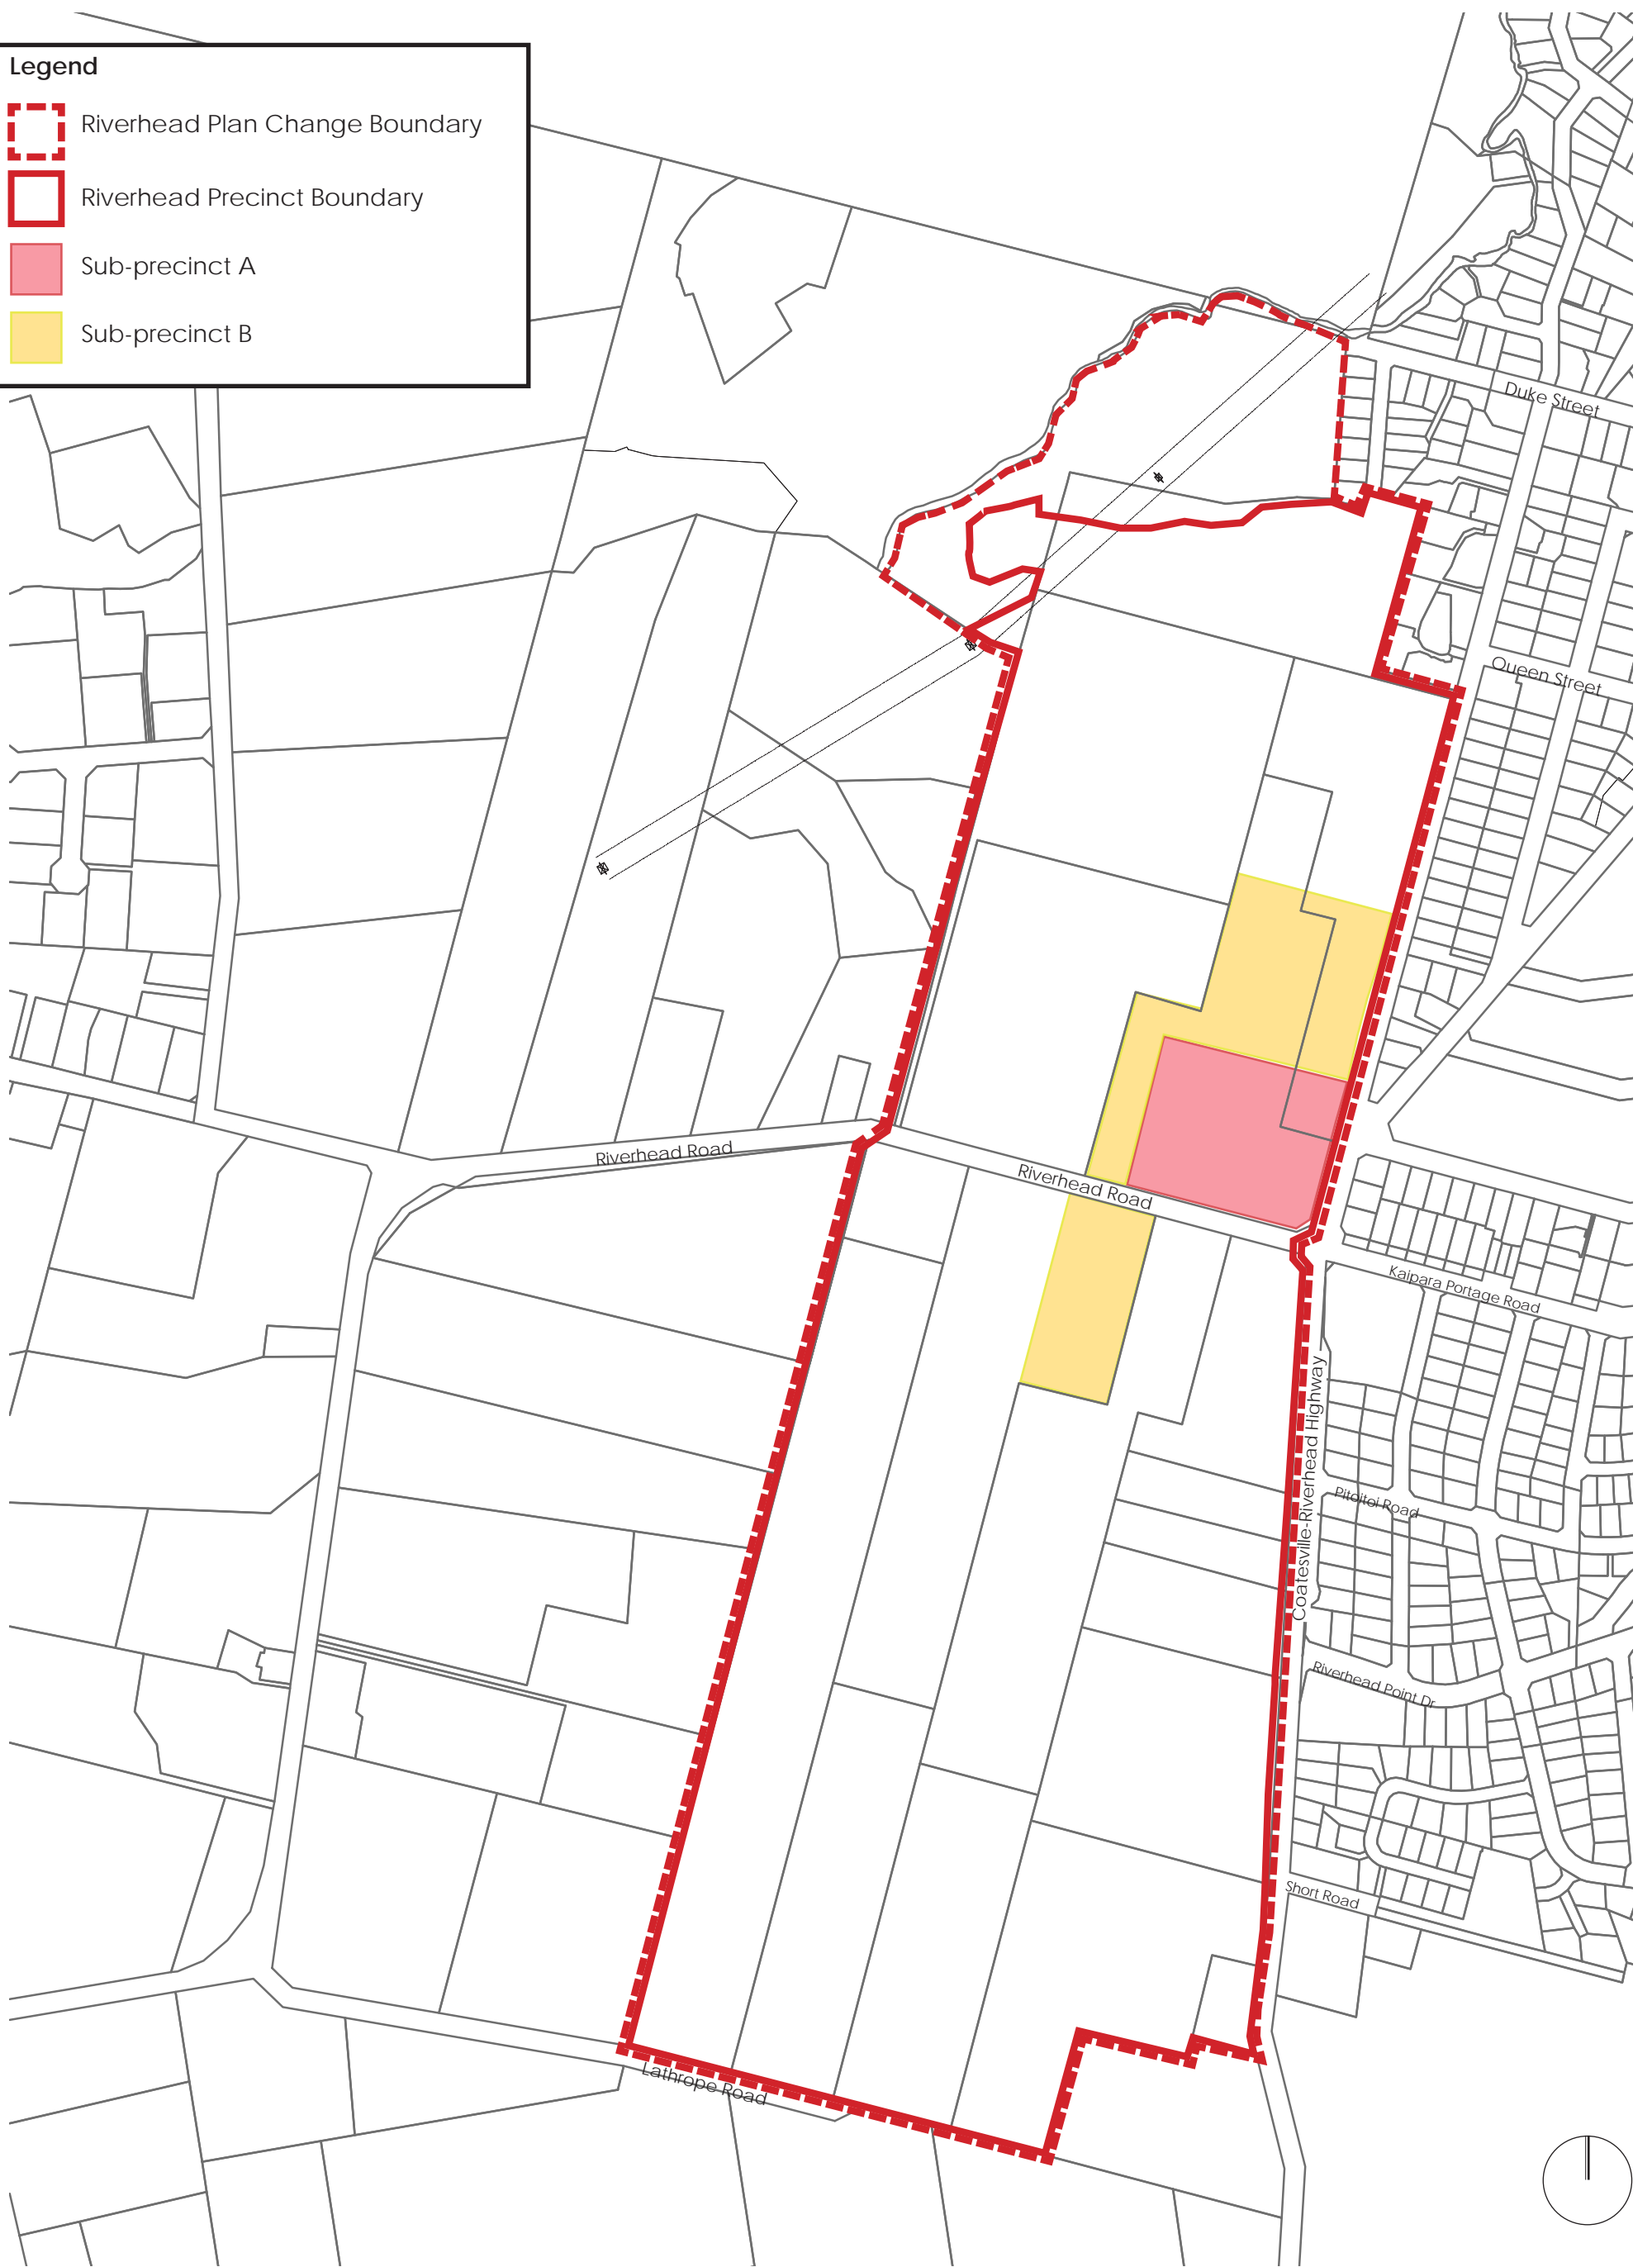 Legend
Riverhead Plan Change Boundary
Riverhead Precinct Boundary
Sub-precinct A
Sub-precinct B
Duke Street
Queen Street
Riverhead Road
Riverhead Road
Kaipara Portage Road
Coatesville-Riverhead Highway
Pitoitoi Road
Riverhead Point Dr
Short Road
Lathrope Road